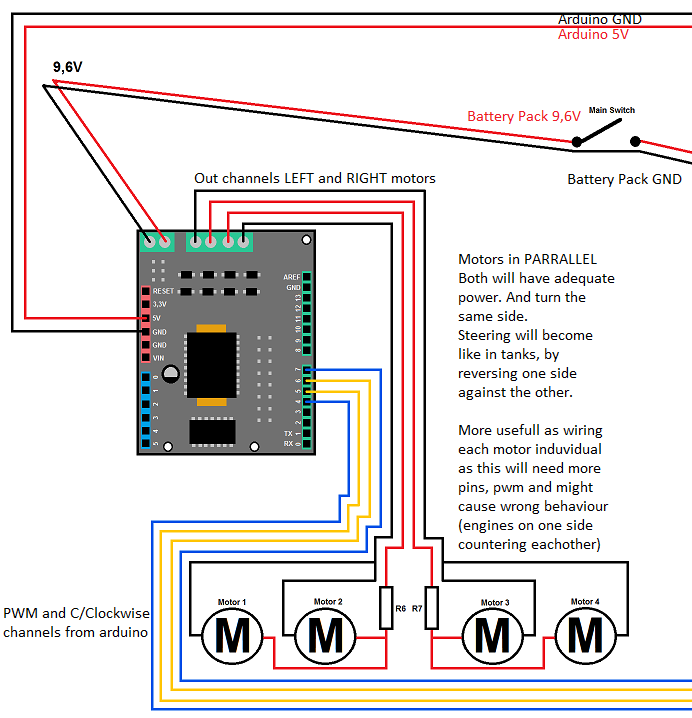 Arduino GND
Arduino 5V
9,6V
Battery Pack 9,6V
Main Switch
Battery Pack GND
Out channels LEFT and RIGHT motors
RESET
3,3V
5V
GND
GND
VIN
0
1
2
3
4
5
AREF
GND
13
12
11
10
9
8
7
6
5
4
3
2
TX 1
RX 0
Motors in PARRALLEL
Both will have adequate
power. And turn the
same side.
Steering will become
like in tanks, by
reversing one side
against the other.
More usefull as wiring
each motor induvidual
as this will need more
pins, pwm and might
cause wrong behaviour
(engines on one side
countering eachother)
PWM and C/Clockwise
channels from arduino
Motor 1
M
Motor 2
M
R6
R7
Motor 3
M
Motor 4
M